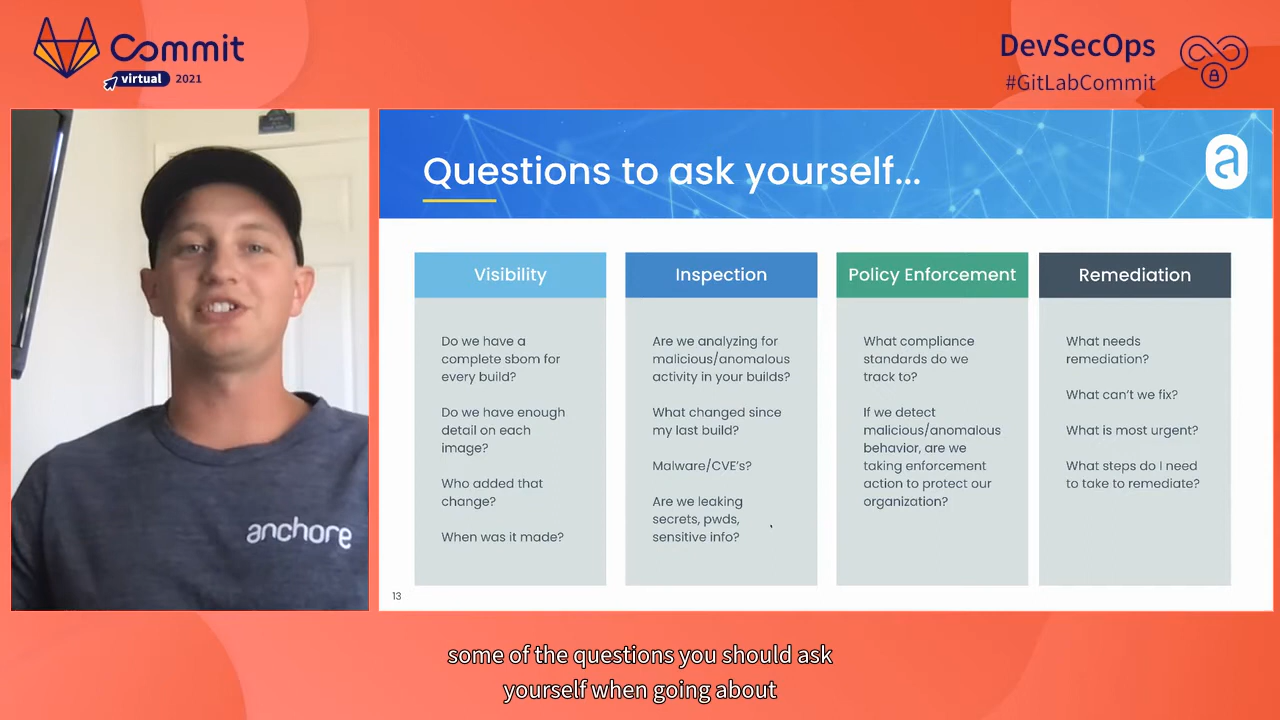 Commit
virtual 2021
DevSecOps
#GitLabCommit
anchore
Questions to ask yourself...
a
Visibility
Do we have a
complete sbom for
every build?
Do we have enough
detail on each
image?
Who added that
change?
When was it made?
Inspection
Are we analyzing for
malicious/anomalous
activity in your builds?
What changed since
my last build?
Malware/CVE's?
Are we leaking
secrets, pwds,
sensitive info?
Policy Enforcement
What compliance
standards do we
track to?
If we detect
malicious/anomalous
behavior, are we
taking enforcement
action to protect our
organization?
Remediation
What needs
remediation?
What can't we fix?
What is most urgent?
What steps do I need
to take to remediate?
13
some of the questions you should ask
yourself when going about